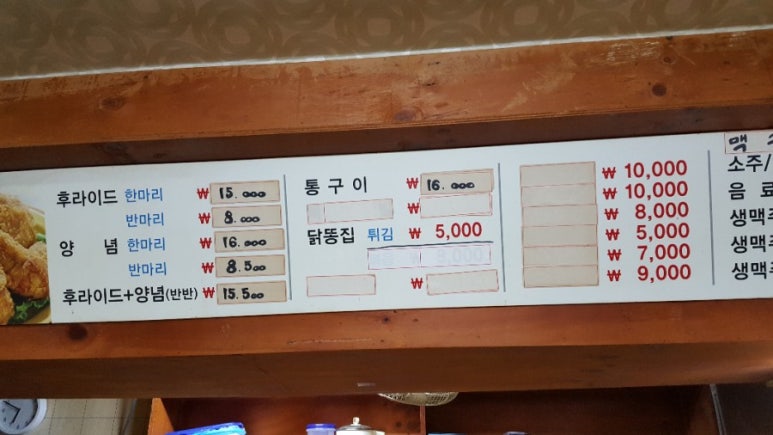 후라이드 한마리 ₩ 15.000
반마리 ₩ 8.000
양 념 한마리 ₩ 16.000
반마리 ₩ 8.500
후라이드+양념(반반) ₩ 15.500
통구이 ₩ 16.000
₩
닭똥집 튀김 ₩ 5,000
8,000
₩
₩ 10,000
₩ 10,000
₩ 8,000
₩ 5,000
₩ 7,000
₩ 9,000
맥
소주/
음료
생맥
생맥
생맥